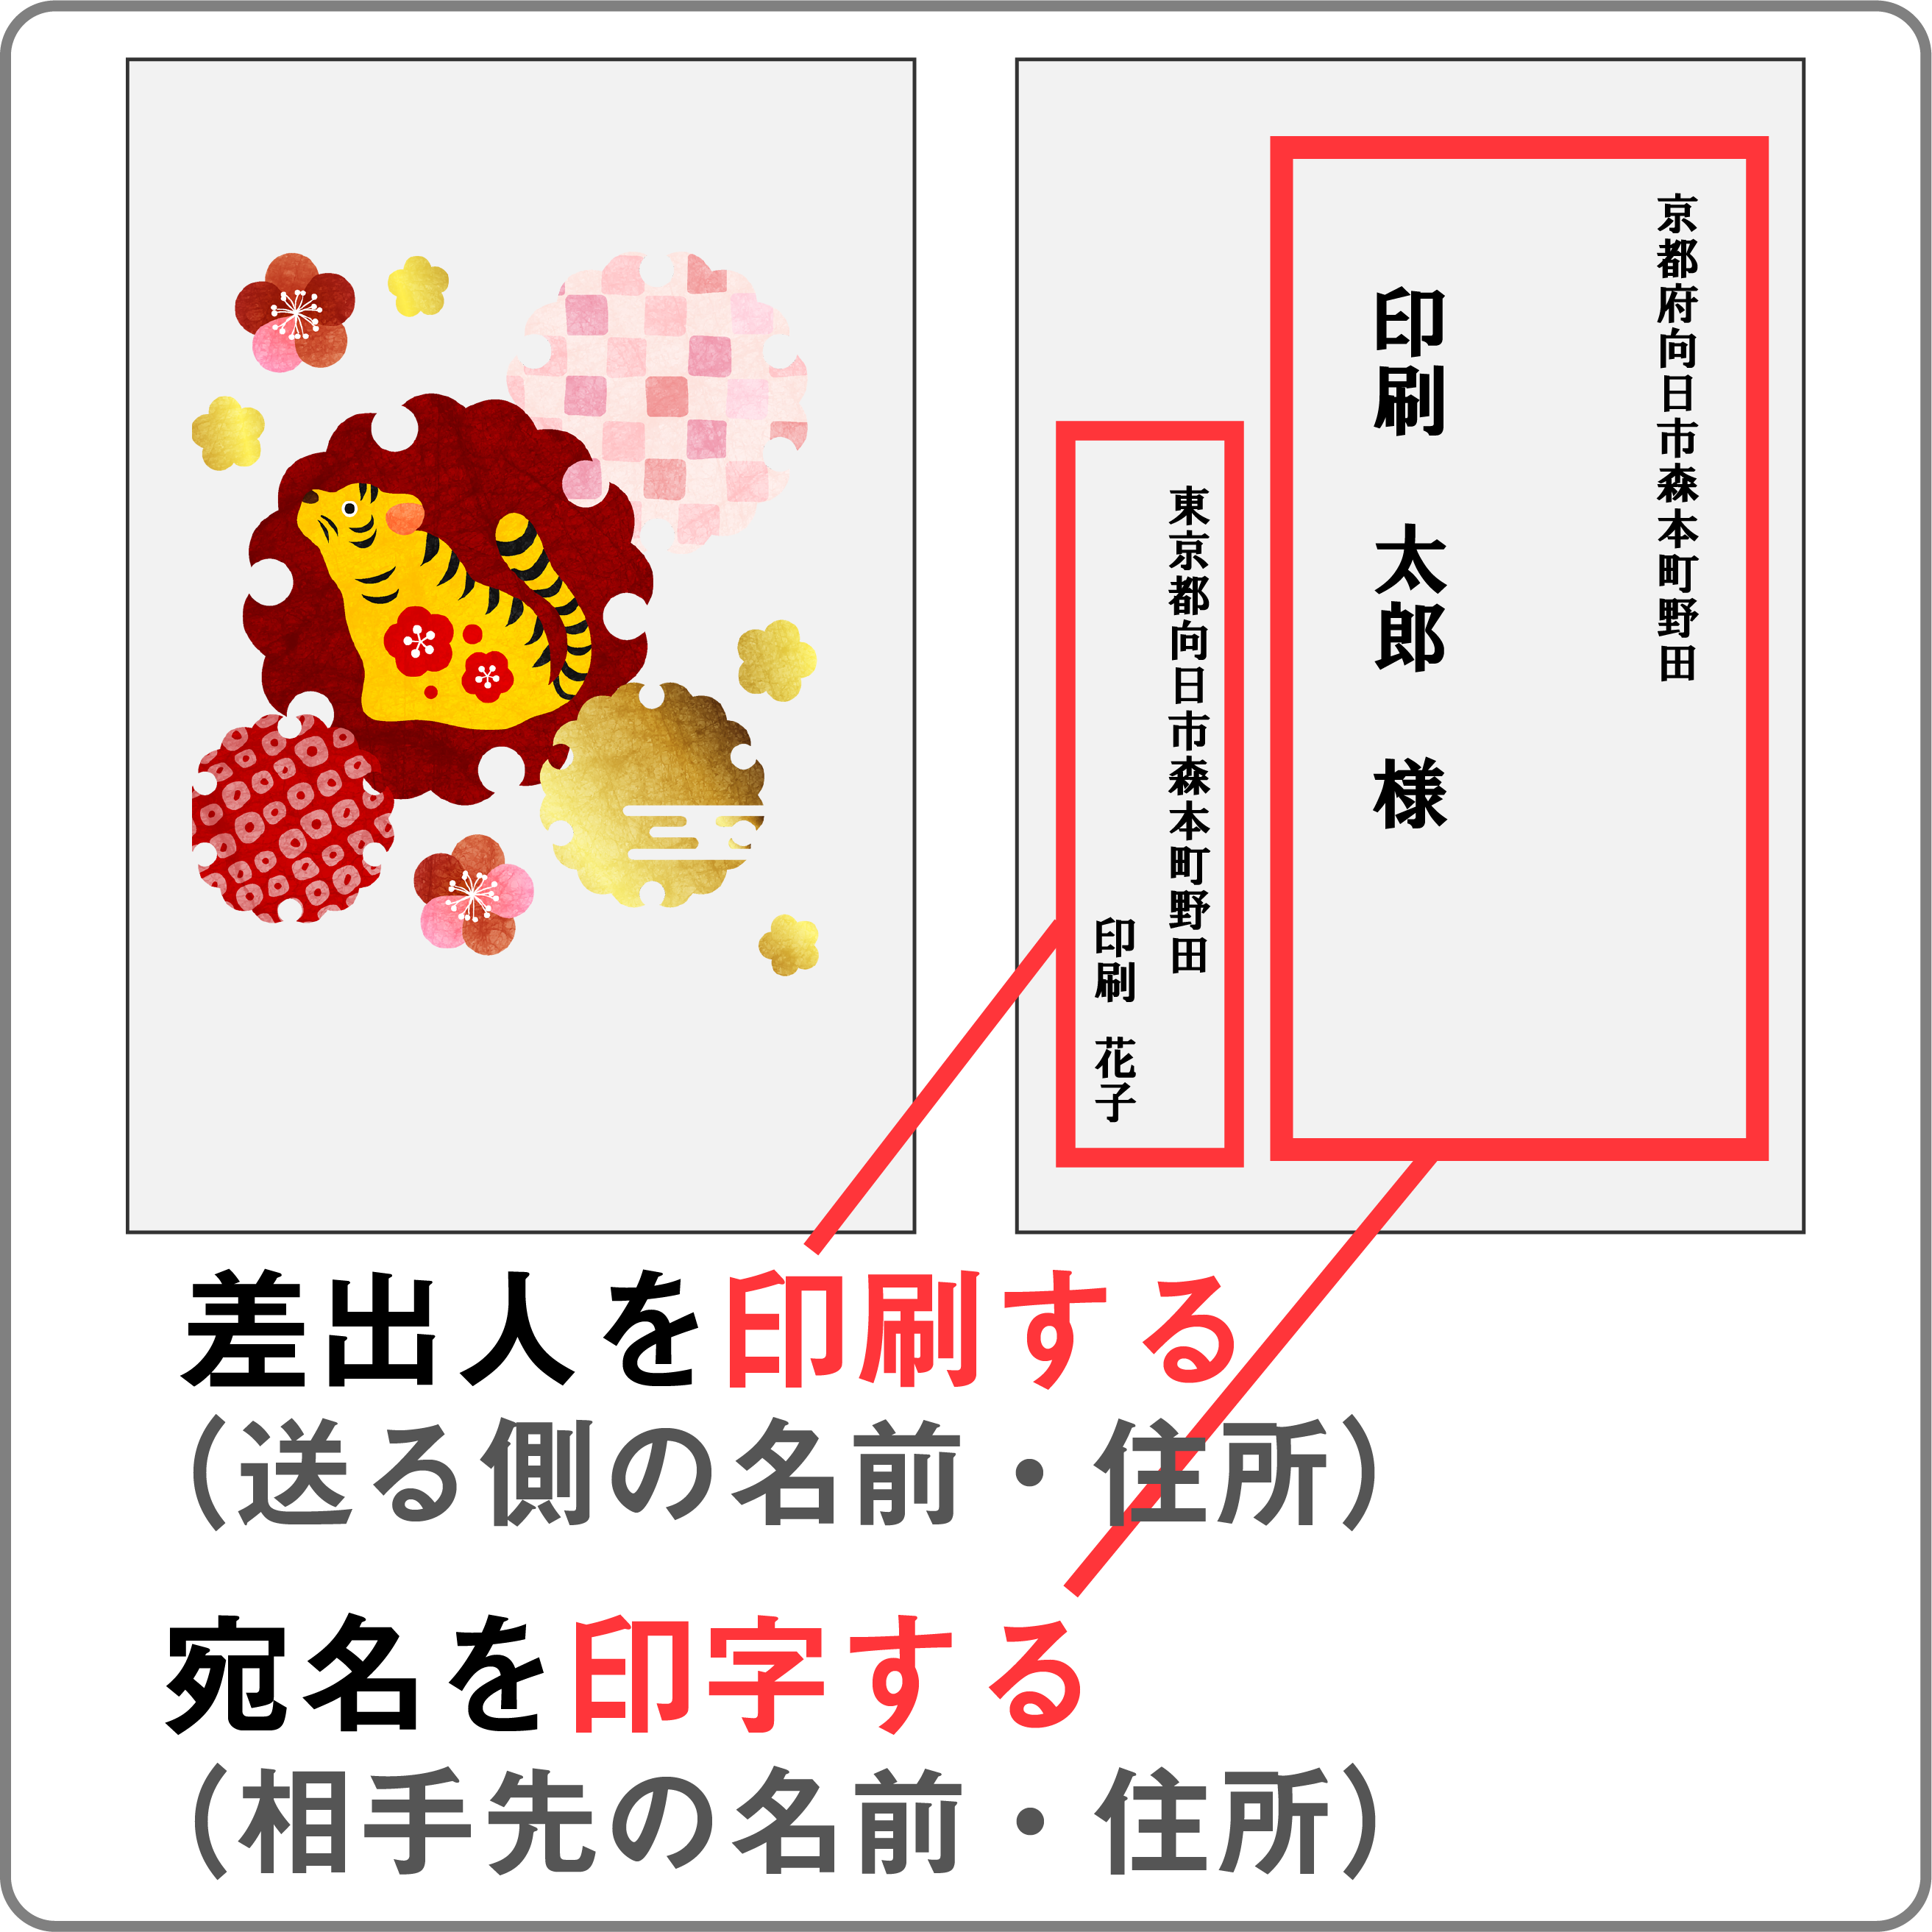 京都府向日市森本町野田
印刷 太郎 様
東京都向日市森本町野田
印刷 花子
差出人を印刷する
（送る側の名前・住所）
宛名を印字する
（相手先の名前・住所）